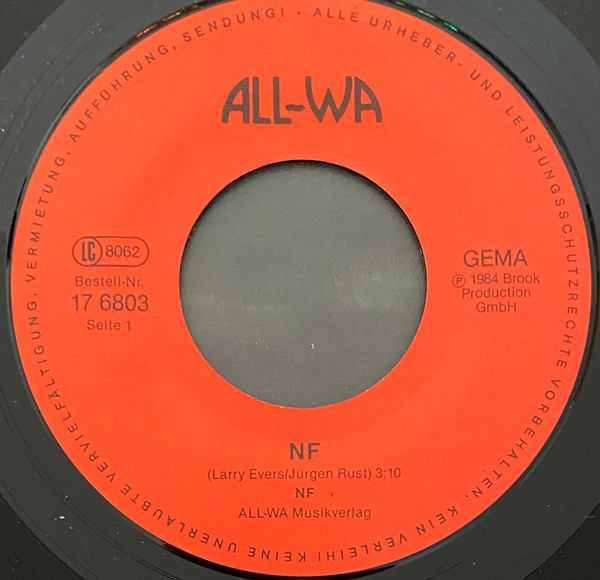 ALLE URHEBER- UND LEISTUNGSSCHUTZRECHTE VORBEHALTEN. KEIN VERLEIH! KEINE UNERLAUBTE VERVIELFÄLTIGUNG, VERMIETUNG, AUFFÜHRUNG, SENDUNG! ·
ALL-WA
LC 8062
Bestell-Nr.
17 6803
Seite 1
GEMA
Ⓟ 1984 Brook
Production
GmbH
NF
(Larry Evers/Jürgen Rust) 3:10
NF
ALL-WA Musikverlag